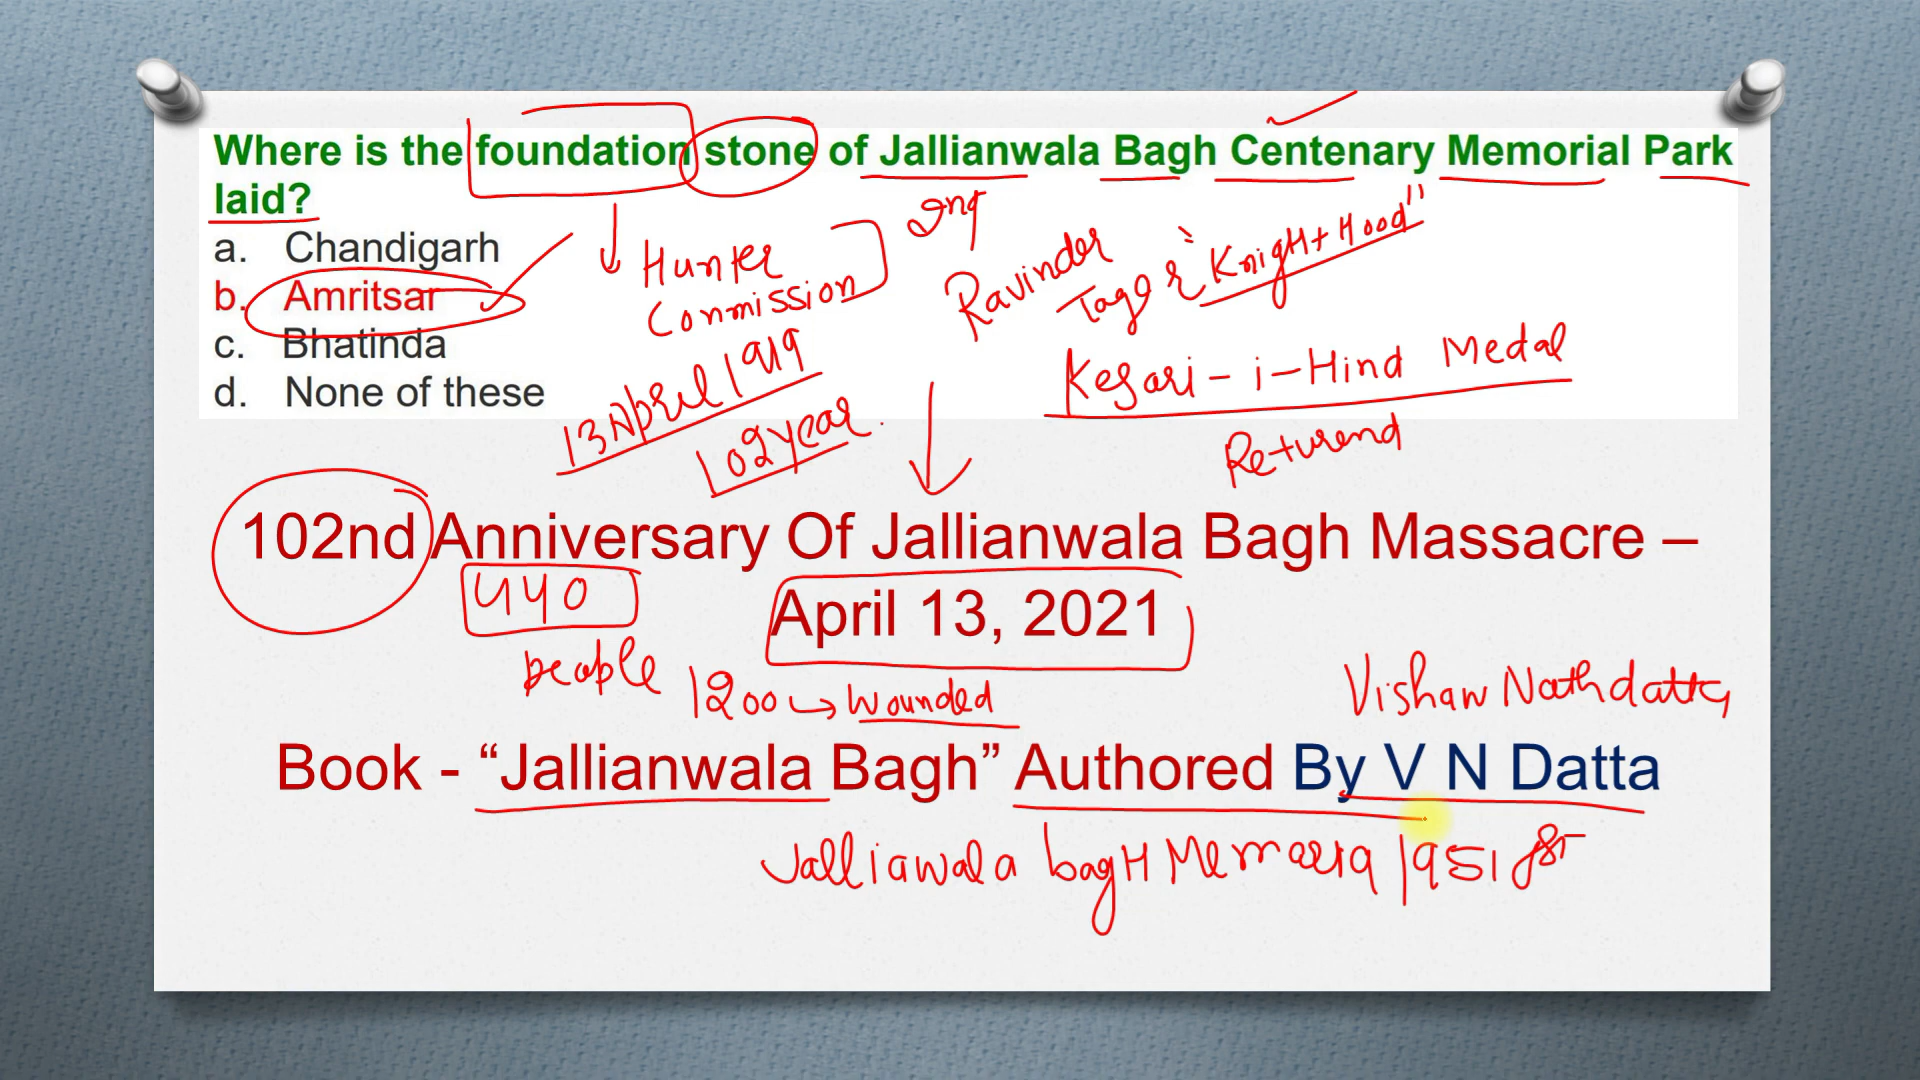 Where is the foundation stone of Jallianwala Bagh Centenary Memorial Park
laid?
a. Chandigarh
b. Amritsar
c. Bhatinda
d. None of these
Hunter
Commission
Ravinder
Tagor "Knight Hood"
Kesari-i-Hind Medal
Returend
13 April 1919
102 year
102nd Anniversary Of Jallianwala Bagh Massacre –
440
April 13, 2021
people
1200 → Wounded
Vishaw Nath datta
Book - “Jallianwala Bagh” Authored By V N Datta
Jalliawala bagH 1951